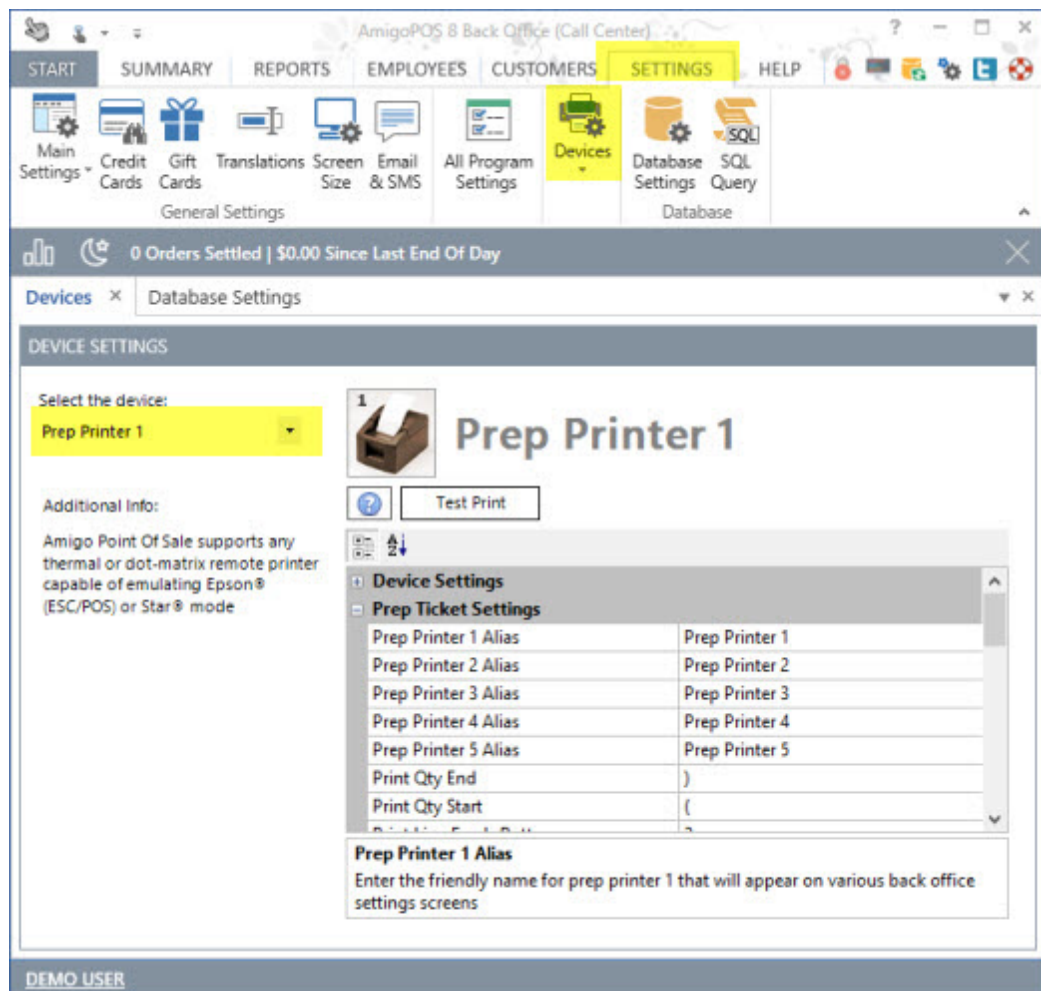 AmigoPOS 8 Back Office (Call Center)
START SUMMARY REPORTS EMPLOYEES CUSTOMERS SETTINGS HELP
Main Settings
Credit Cards
Gift Cards
Translations
Screen Size
Email & SMS
All Program Settings
Devices
Database Settings
SQL
SQL Query
General Settings
Database
0 Orders Settled | $0.00 Since Last End Of Day
Devices Database Settings
DEVICE SETTINGS
Select the device:
Prep Printer 1
1
Prep Printer 1
Test Print
Additional Info:
Amigo Point Of Sale supports any
thermal or dot-matrix remote printer
capable of emulating Epson®
(ESC/POS) or Star® mode
Device Settings
Prep Ticket Settings
Prep Printer 1 Alias Prep Printer 1
Prep Printer 2 Alias Prep Printer 2
Prep Printer 3 Alias Prep Printer 3
Prep Printer 4 Alias Prep Printer 4
Prep Printer 5 Alias Prep Printer 5
Print Qty End )
Print Qty Start (
Prep Printer 1 Alias
Enter the friendly name for prep printer 1 that will appear on various back office
settings screens
DEMO USER